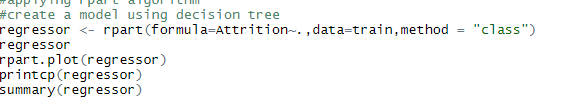 #applying rpart algorithm
#create a model using decision tree
regressor <- rpart(formula=Attrition~.,data=train,method = "class")
regressor
rpart.plot(regressor)
printcp(regressor)
summary(regressor)